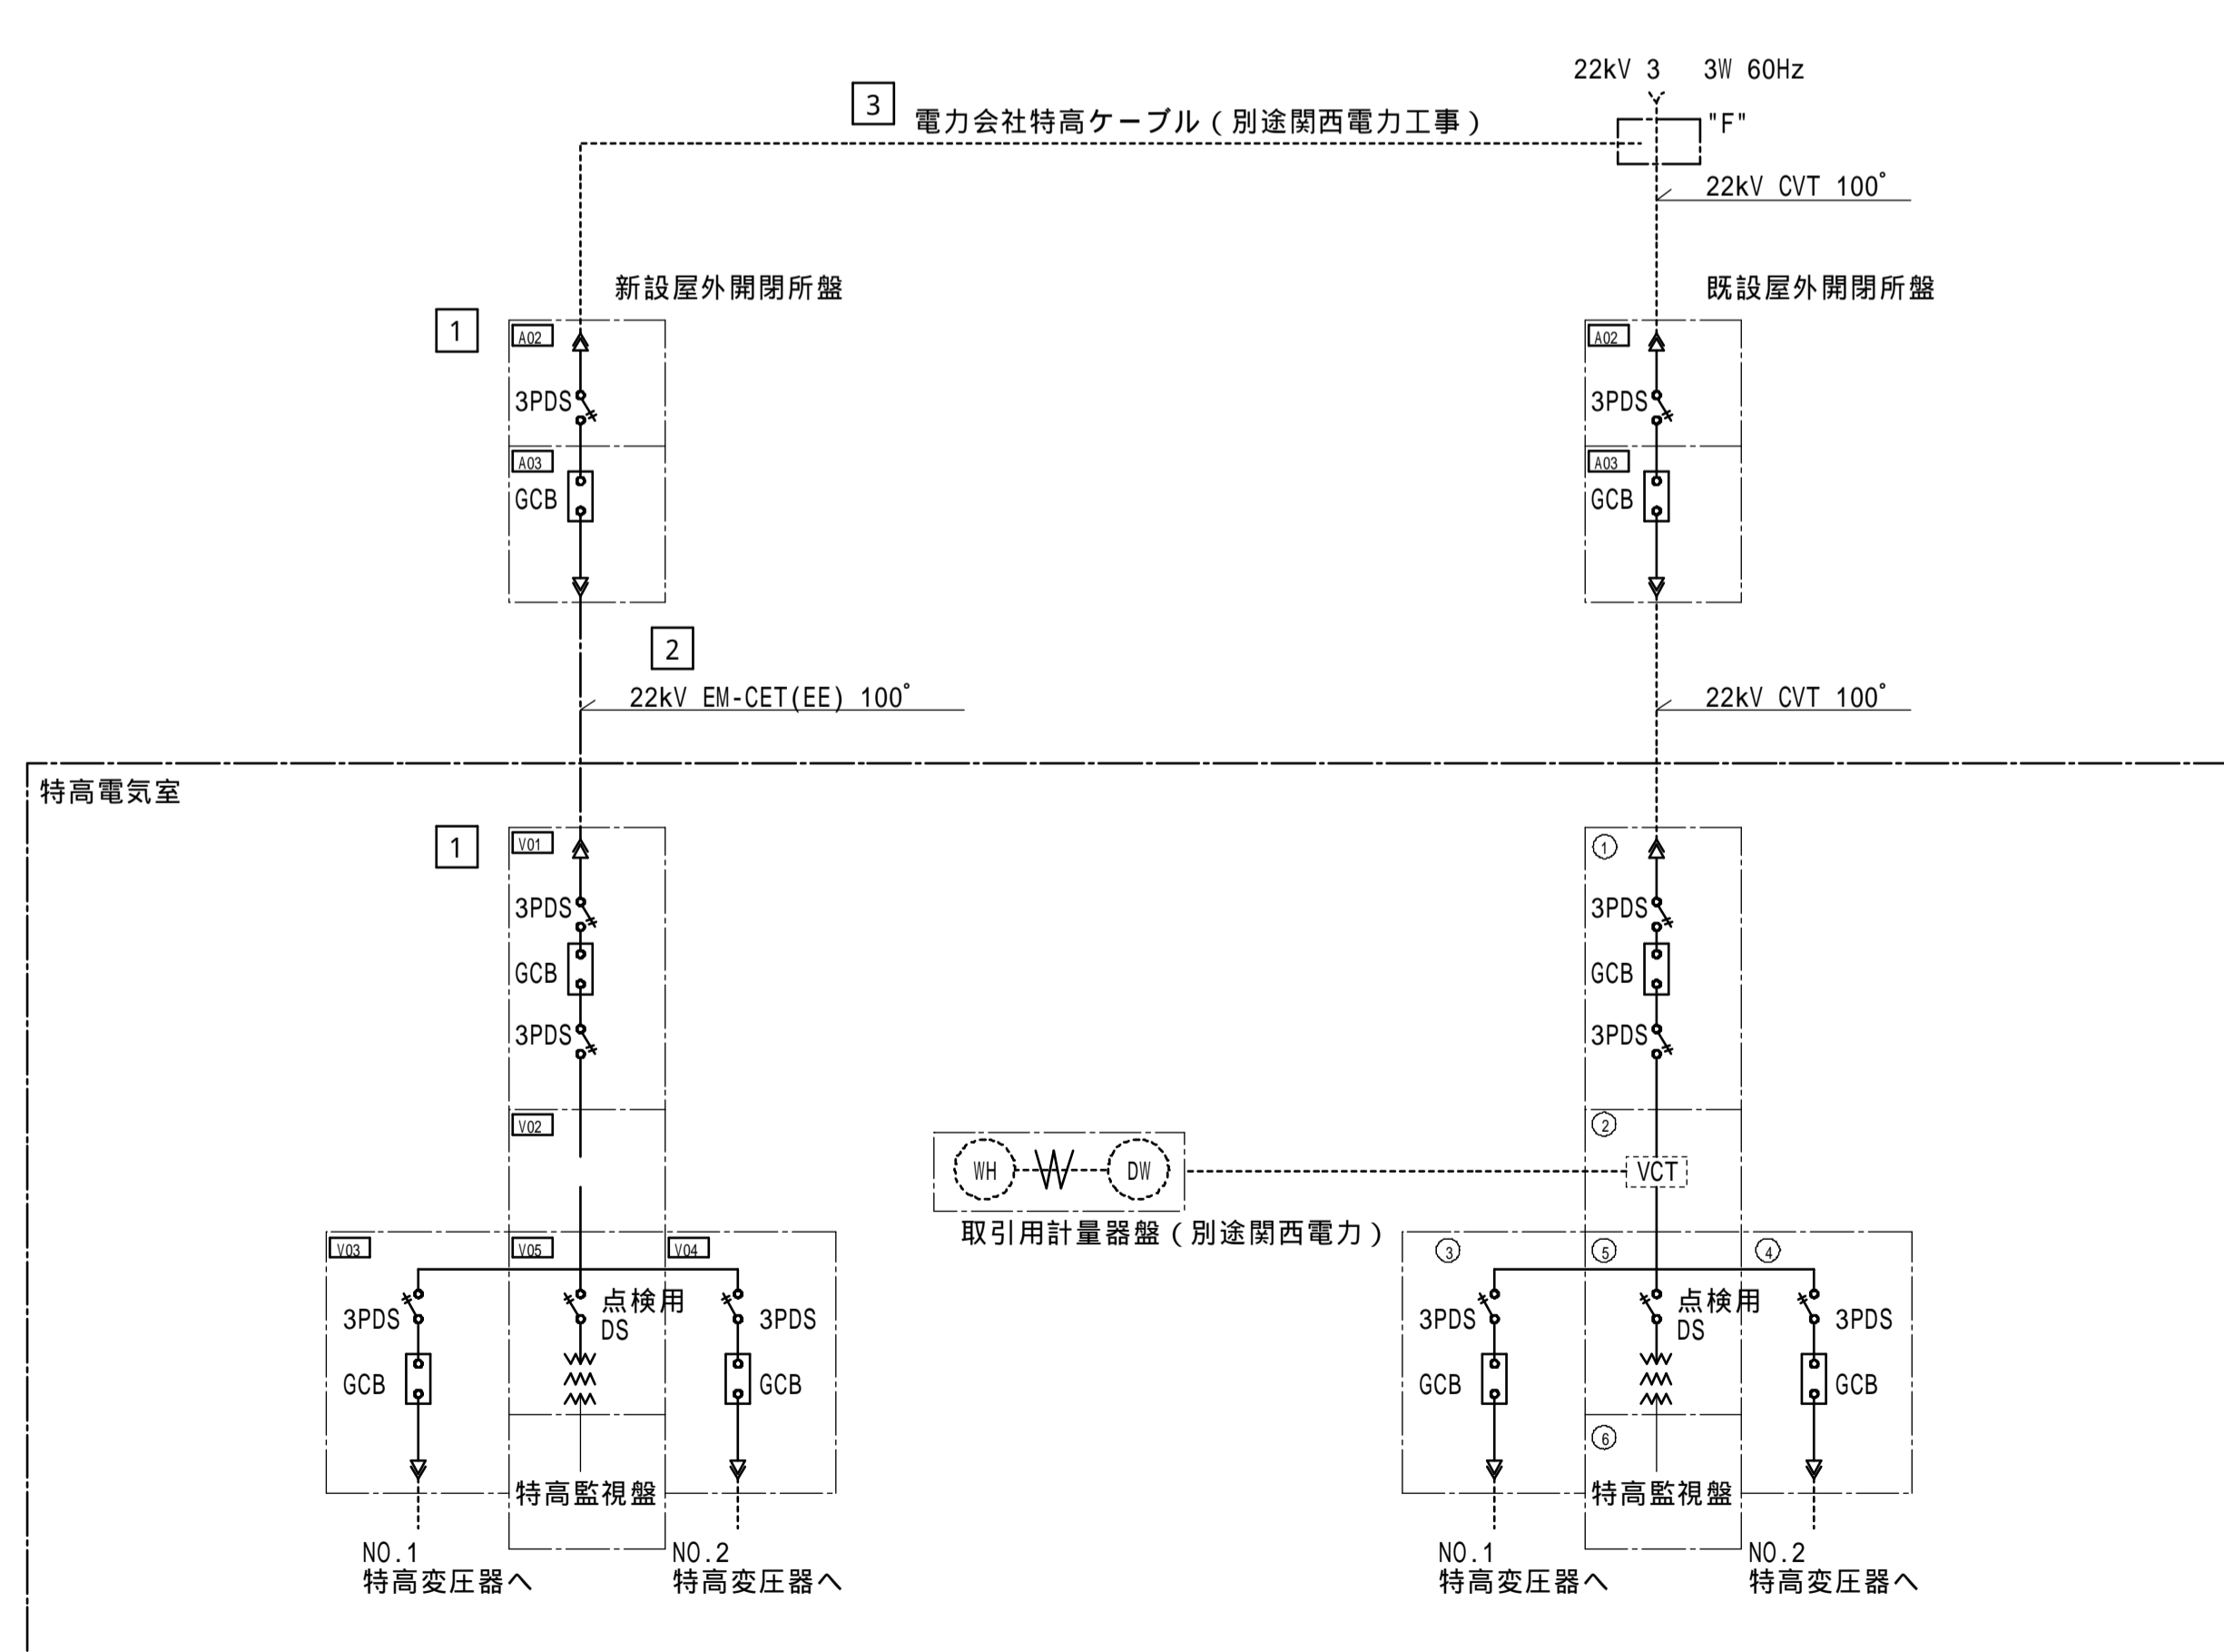 22kV 3   3W 60Hz
"F"
3
電力会社特高ケーブル（別途関西電力工事）
22kV CVT 100°
新設屋外開閉所盤
既設屋外開閉所盤
1
A02
3PDS
A03
GCB
A02
3PDS
A03
GCB
2
22kV EM-CET(EE) 100°
22kV CVT 100°
特高電気室
1
V01
3PDS
GCB
3PDS
V02
①
3PDS
GCB
3PDS
②
VCT
WH
DW
取引用計量器盤（別途関西電力）
V03
V05
V04
3PDS
点検用
DS
3PDS
GCB
GCB
特高監視盤
NO.1
特高変圧器へ
NO.2
特高変圧器へ
③
⑤
④
3PDS
点検用
DS
3PDS
GCB
GCB
⑥
特高監視盤
NO.1
特高変圧器へ
NO.2
特高変圧器へ